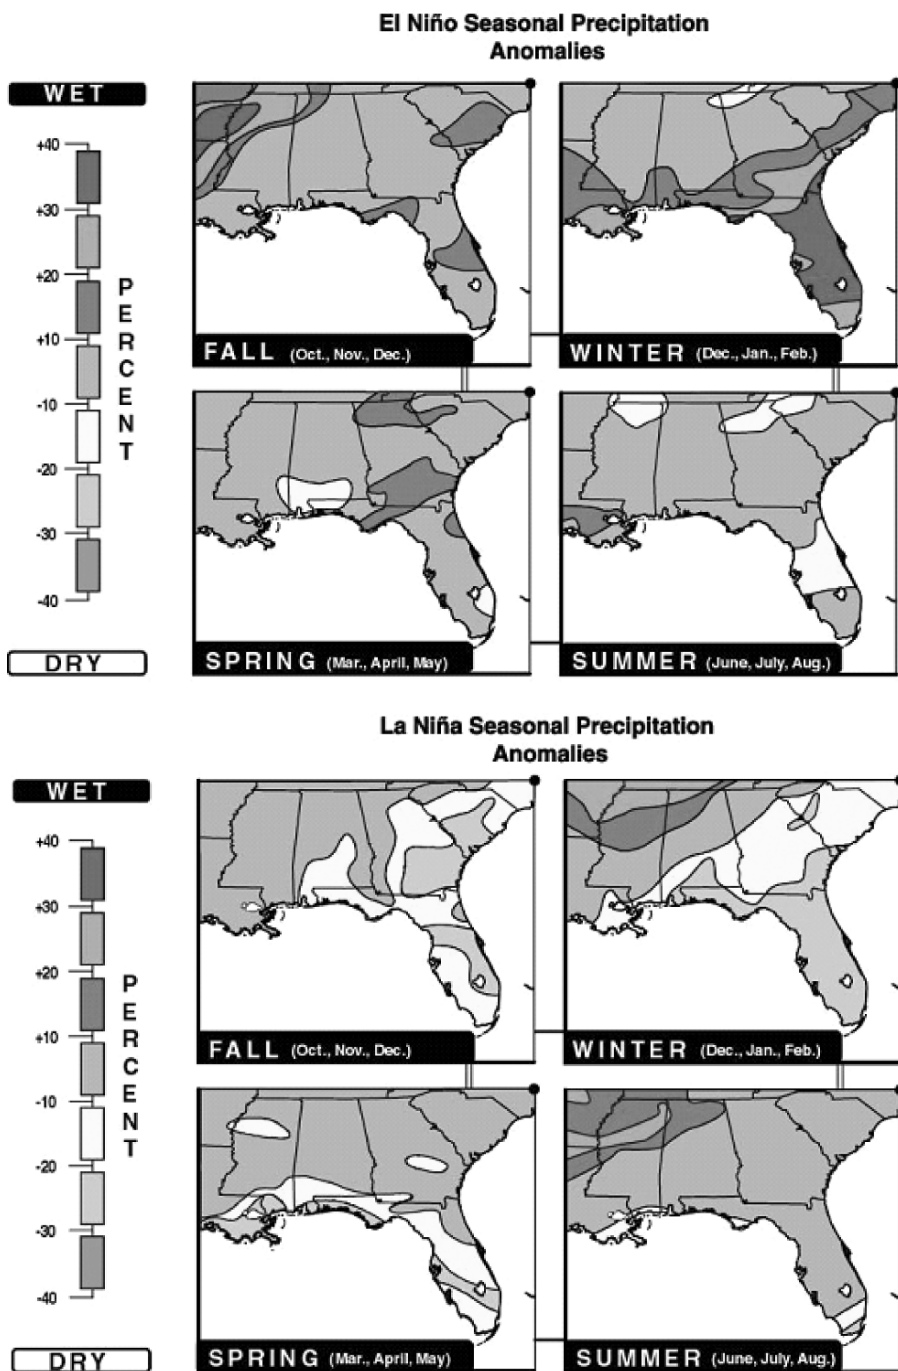 El Niño Seasonal Precipitation
Anomalies
WET
+40
+30
+20
+10
-10
-20
-30
-40
PERCENT
DRY
FALL (Oct., Nov., Dec.)
WINTER (Dec., Jan., Feb.)
SPRING (Mar., April, May)
SUMMER (June, July, Aug.)
La Niña Seasonal Precipitation
Anomalies
WET
+40
+30
+20
+10
-10
-20
-30
-40
PERCENT
DRY
FALL (Oct., Nov., Dec.)
WINTER (Dec., Jan., Feb.)
SPRING (Mar., April, May)
SUMMER (June, July, Aug.)